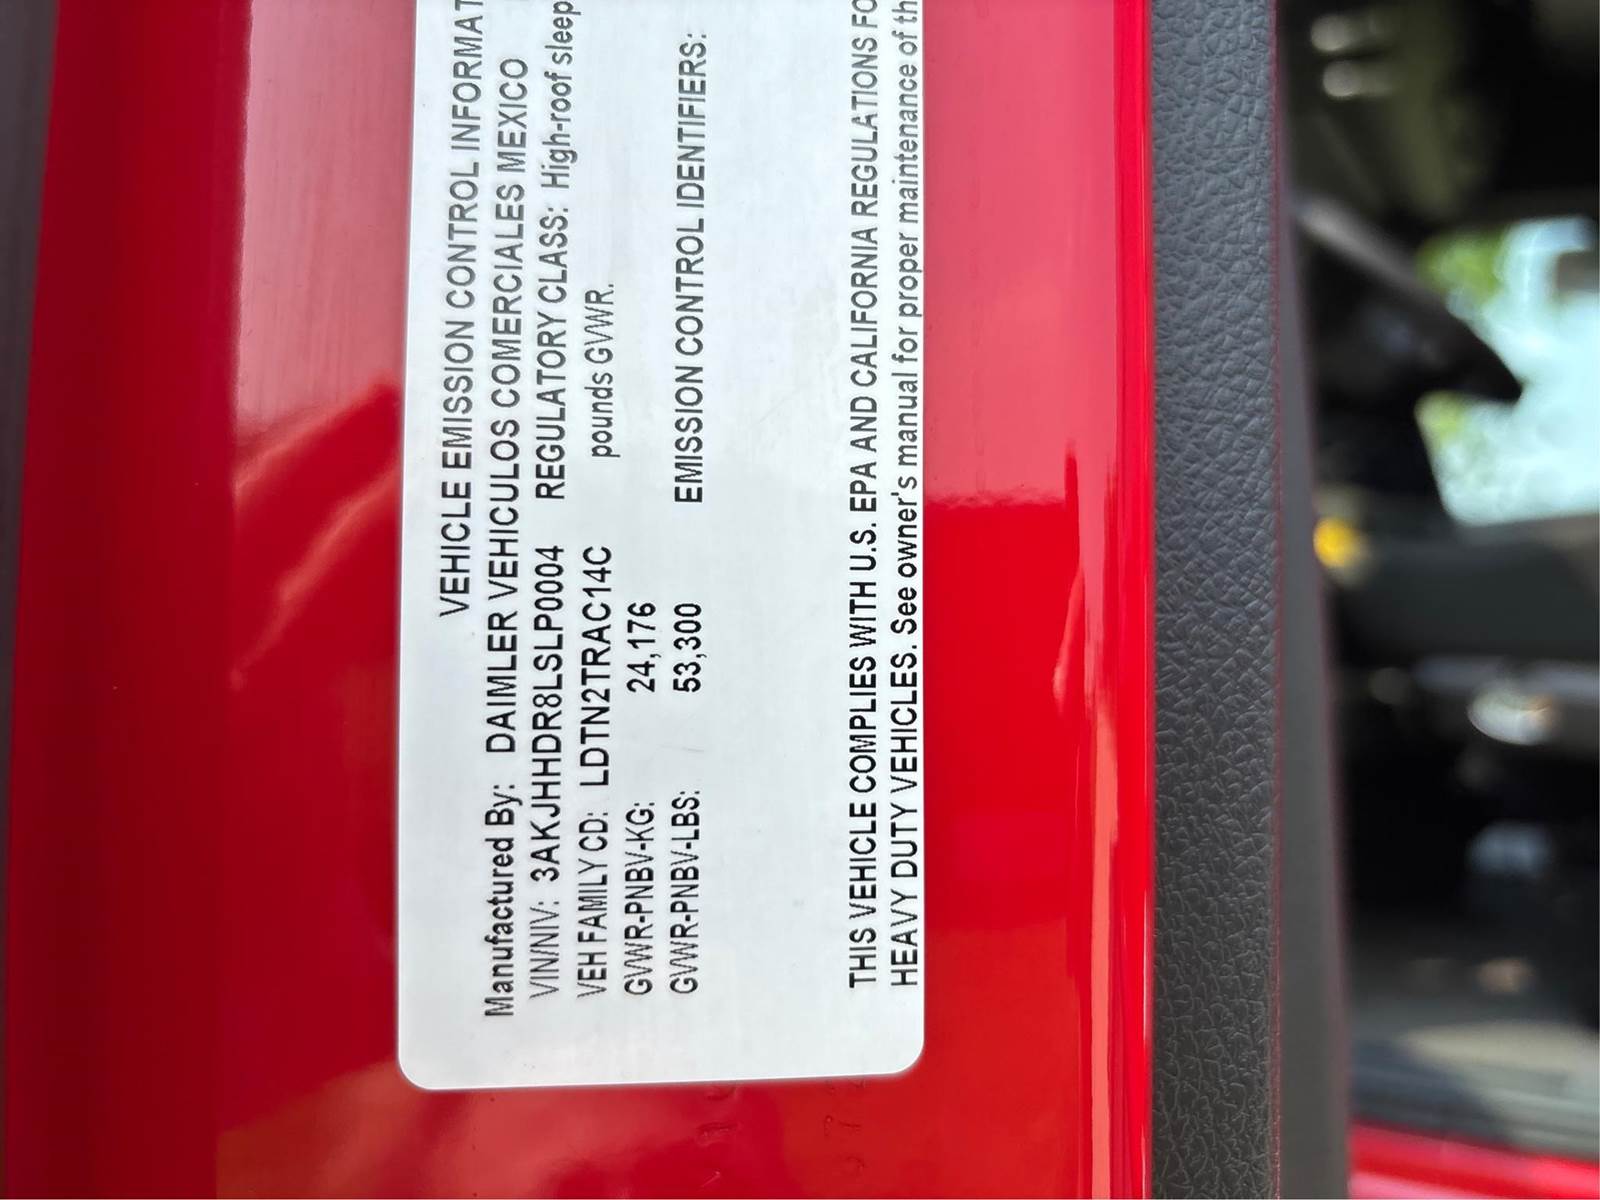 VEHICLE EMISSION CONTROL INFORMAT
Manufactured By: DAIMLER VEHICULOS COMERCIALES MEXICO
VIN/NIV: 3AKJHHDR8LSLP0004 REGULATORY CLASS: High-roof sleep
VEH FAMILY CD: LDTN2TRAC14C pounds GVWR.
GVWR-PNBV-KG: 24,176
GVWR-PNBV-LBS: 53,300 EMISSION CONTROL IDENTIFIERS:
THIS VEHICLE COMPLIES WITH U.S. EPA AND CALIFORNIA REGULATIONS FO
HEAVY DUTY VEHICLES. See owner's manual for proper maintenance of th